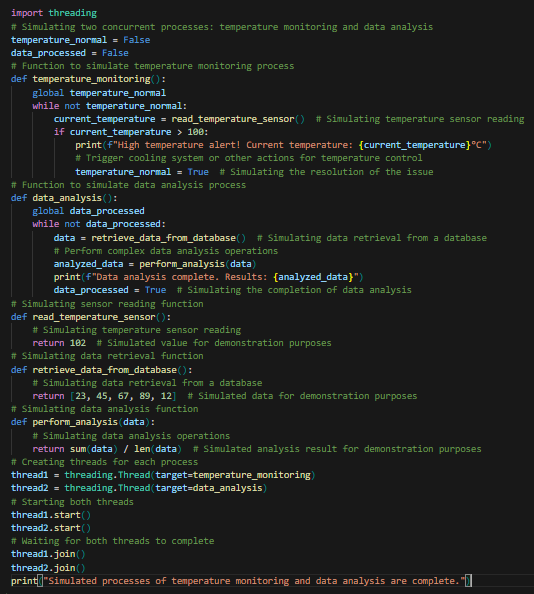 import threading
# Simulating two concurrent processes: temperature monitoring and data analysis
temperature_normal = False
data_processed = False
# Function to simulate temperature monitoring process
def temperature_monitoring():
    global temperature_normal
    while not temperature_normal:
        current_temperature = read_temperature_sensor()  # Simulating temperature sensor reading
        if current_temperature > 100:
            print(f"High temperature alert! Current temperature: {current_temperature}°C")
            # Trigger cooling system or other actions for temperature control
            temperature_normal = True  # Simulating the resolution of the issue
# Function to simulate data analysis process
def data_analysis():
    global data_processed
    while not data_processed:
        data = retrieve_data_from_database()  # Simulating data retrieval from a database
        # Perform complex data analysis operations
        analyzed_data = perform_analysis(data)
        print(f"Data analysis complete. Results: {analyzed_data}")
        data_processed = True  # Simulating the completion of data analysis
# Simulating sensor reading function
def read_temperature_sensor():
    # Simulating temperature sensor reading
    return 102  # Simulated value for demonstration purposes
# Simulating data retrieval function
def retrieve_data_from_database():
    # Simulating data retrieval from a database
    return [23, 45, 67, 89, 12]  # Simulated data for demonstration purposes
# Simulating data analysis function
def perform_analysis(data):
    # Simulating data analysis operations
    return sum(data) / len(data)  # Simulated analysis result for demonstration purposes
# Creating threads for each process
thread1 = threading.Thread(target=temperature_monitoring)
thread2 = threading.Thread(target=data_analysis)
# Starting both threads
thread1.start()
thread2.start()
# Waiting for both threads to complete
thread1.join()
thread2.join()
print("Simulated processes of temperature monitoring and data analysis are complete.")